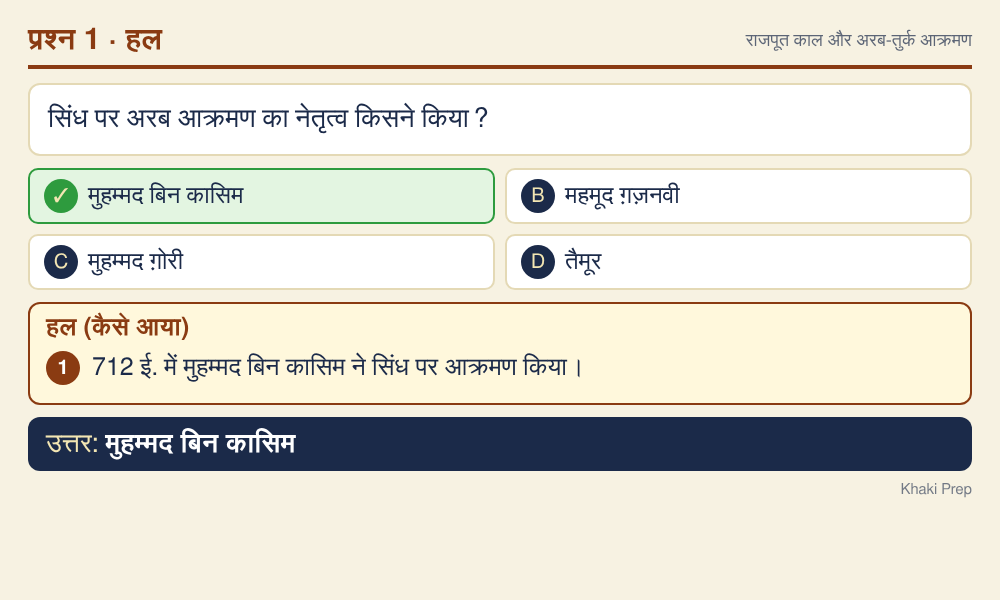 प्रश्न 1 · हल
राजपूत काल और अरब-तुर्क आक्रमण
सिंध पर अरब आक्रमण का नेतृत्व किसने किया ?
✓ मुहम्मद बिन कासिम
B महमूद ग़ज़नवी
C मुहम्मद ग़ोरी
D तैमूर
हल (कैसे आया)
1 712 ई. में मुहम्मद बिन कासिम ने सिंध पर आक्रमण किया।
उत्तर: मुहम्मद बिन कासिम
Khaki Prep